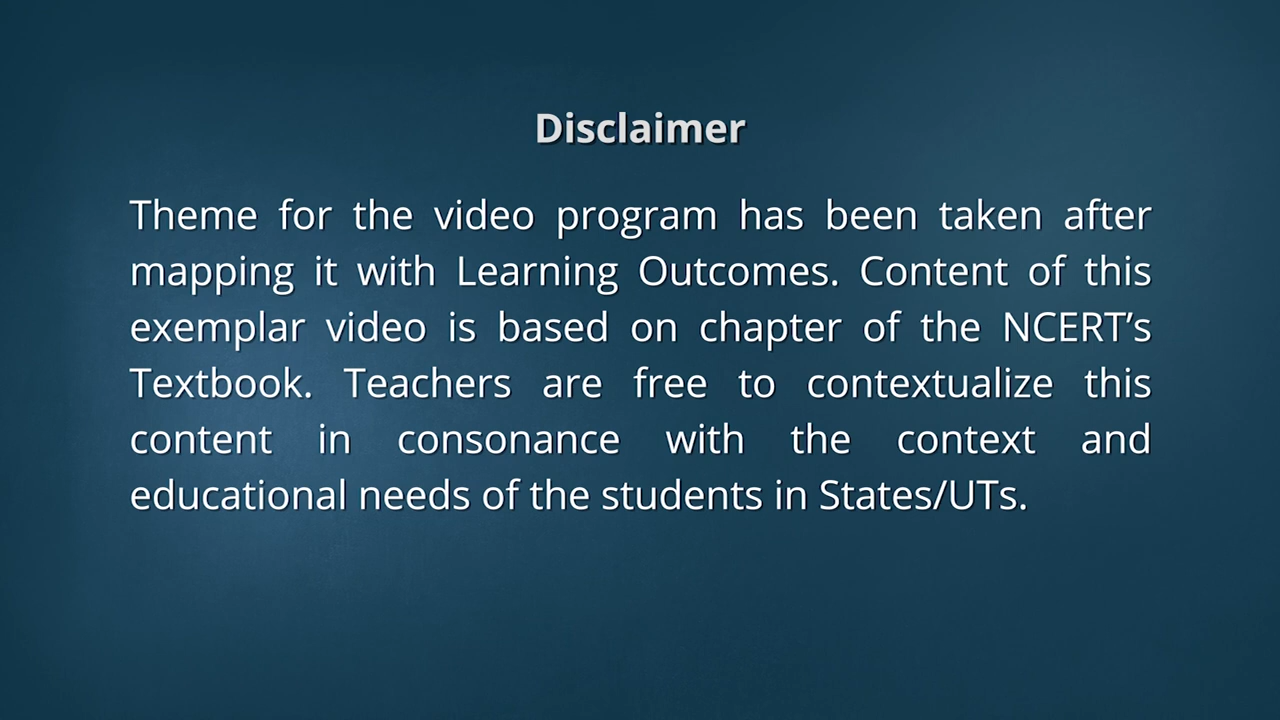 Disclaimer
Theme for the video program has been taken after
mapping it with Learning Outcomes. Content of this
exemplar video is based on chapter of the NCERT’s
Textbook. Teachers are free to contextualize this
content in consonance with the context and
educational needs of the students in States/UTs.